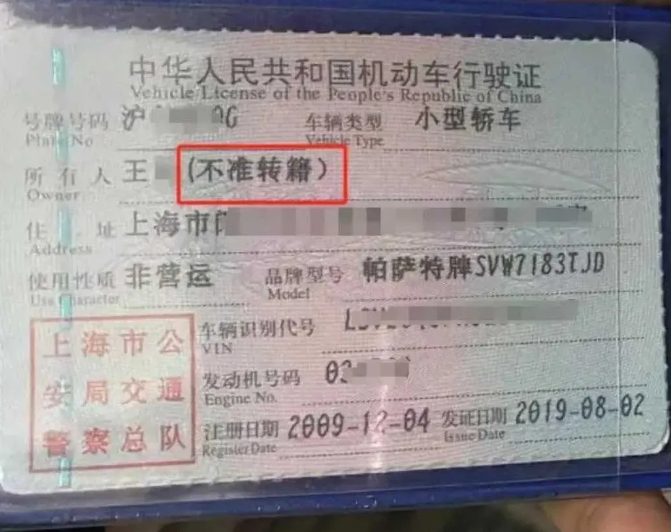 中华人民共和国机动车行驶证
Vehicle License of the People's Republic of China
号牌号码 沪 0G 车辆类型 小型轿车
Plate No Vehicle Type
所有人 王 (不准转籍)
Owner
住址 上海市
Address
使用性质 非营运 品牌型号 帕萨特牌SVW7183TJD
Use Character Model
上海市公 车辆识别代号
VIN
安局交通 发动机号码 03
Engine No.
警察总队 注册日期 2009-12-04 发证日期 2019-08-02
Register Date Issue Date